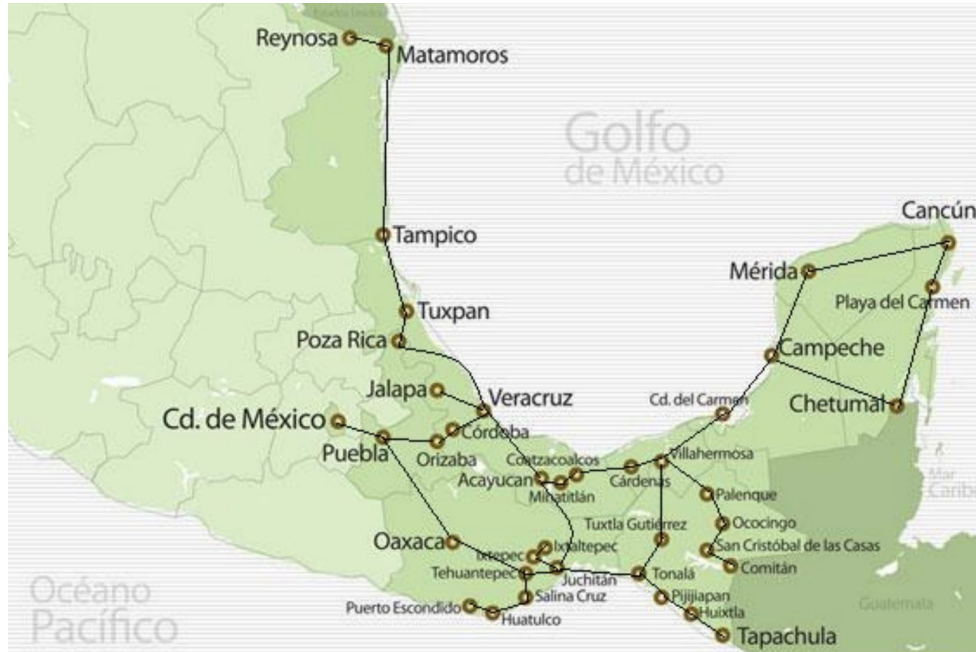 Estados Unidos
Reynosa
Matamoros
Golfo
de México
Cancún
Tampico
Mérida
Playa del Carmen
Tuxpan
Poza Rica
Campeche
Jalapa
Veracruz
Cd. del Carmen
Chetumal
Cd. de México
Córdoba
Puebla
Orizaba
Coatzacoalcos
Villahermosa
Mar
Caribe
Acayucan
Cárdenas
Minatitlán
Palenque
Tuxtla Gutiérrez
Ococingo
Oaxaca
Ixtaltepec
San Cristóbal de las Casas
Ixtepec
Comitán
Tehuantepec
Juchitán
Tonalá
Océano
Pacífico
Salina Cruz
Pijijiapan
Guatemala
Puerto Escondido
Huatulco
Huixtla
Tapachula